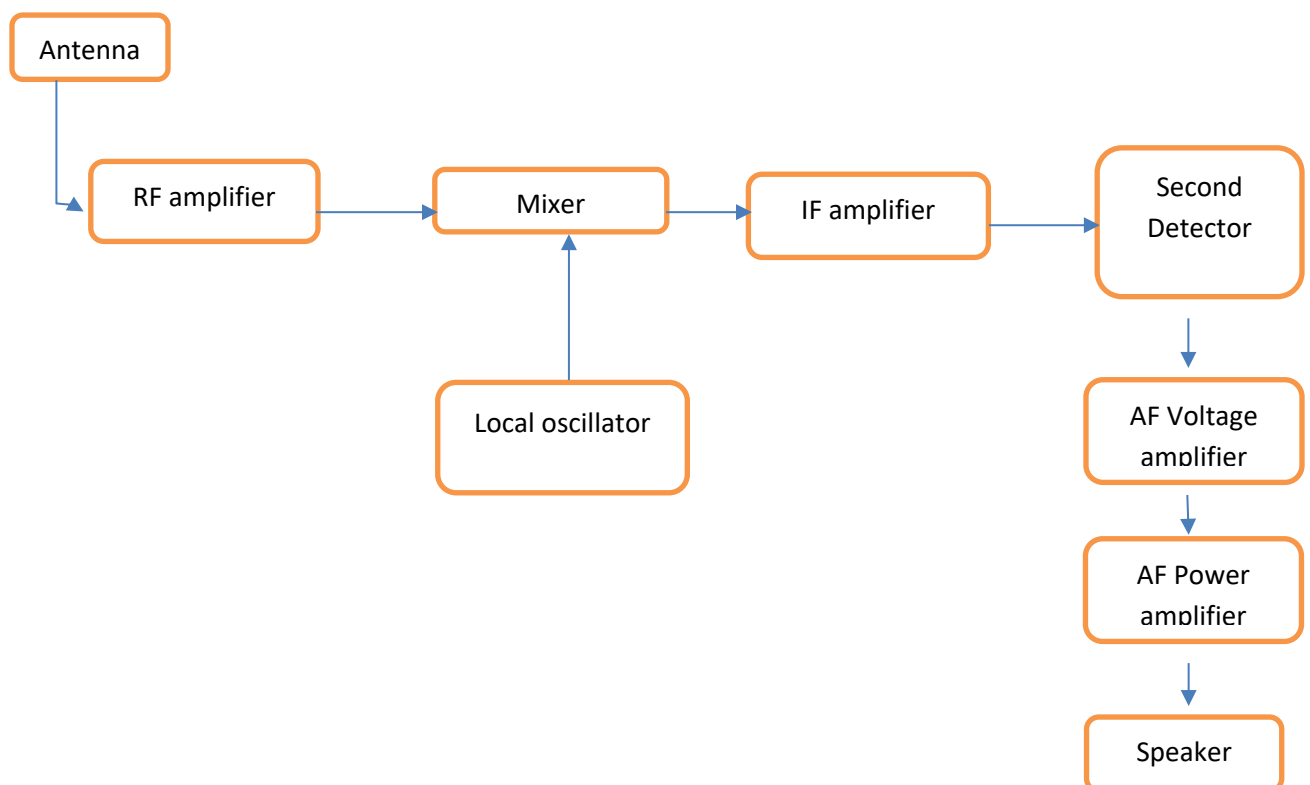 Antenna
RF amplifier
Mixer
IF amplifier
Second
Detector
Local oscillator
AF Voltage
amplifier
AF Power
amplifier
Speaker